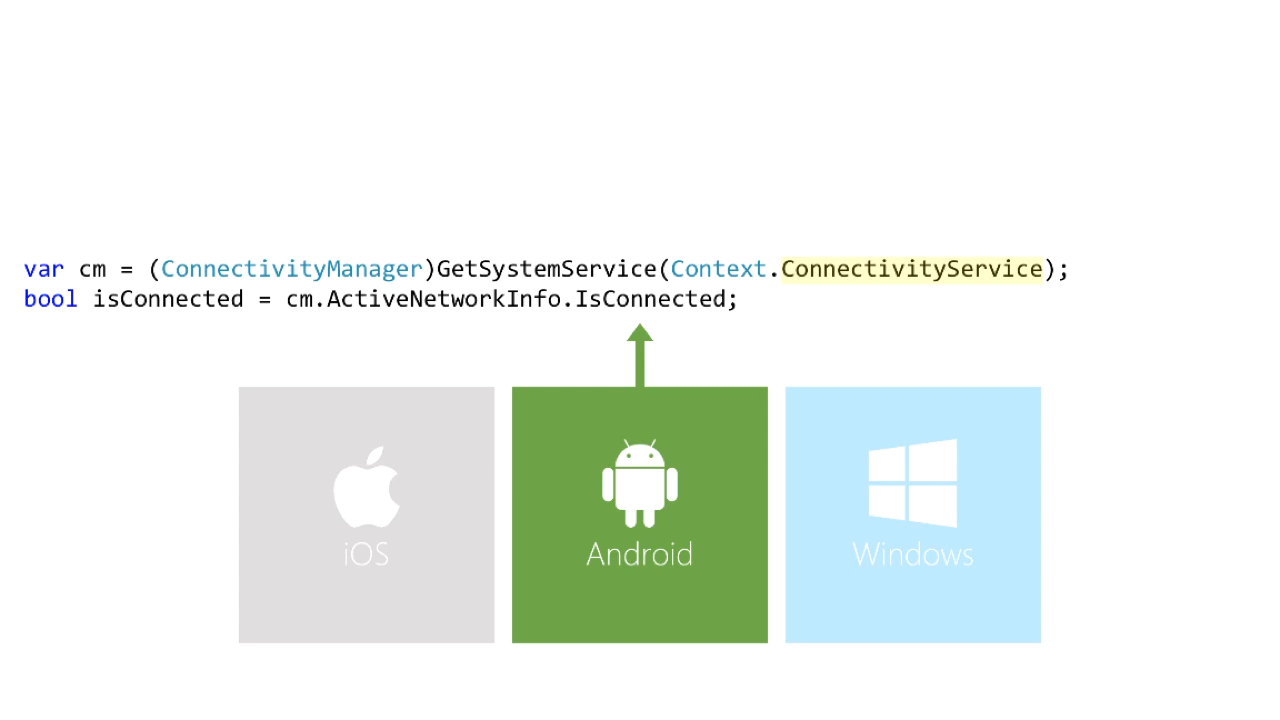 var cm = (ConnectivityManager)GetSystemService(Context.ConnectivityService);
bool isConnected = cm.ActiveNetworkInfo.IsConnected;
iOS
Android
Windows